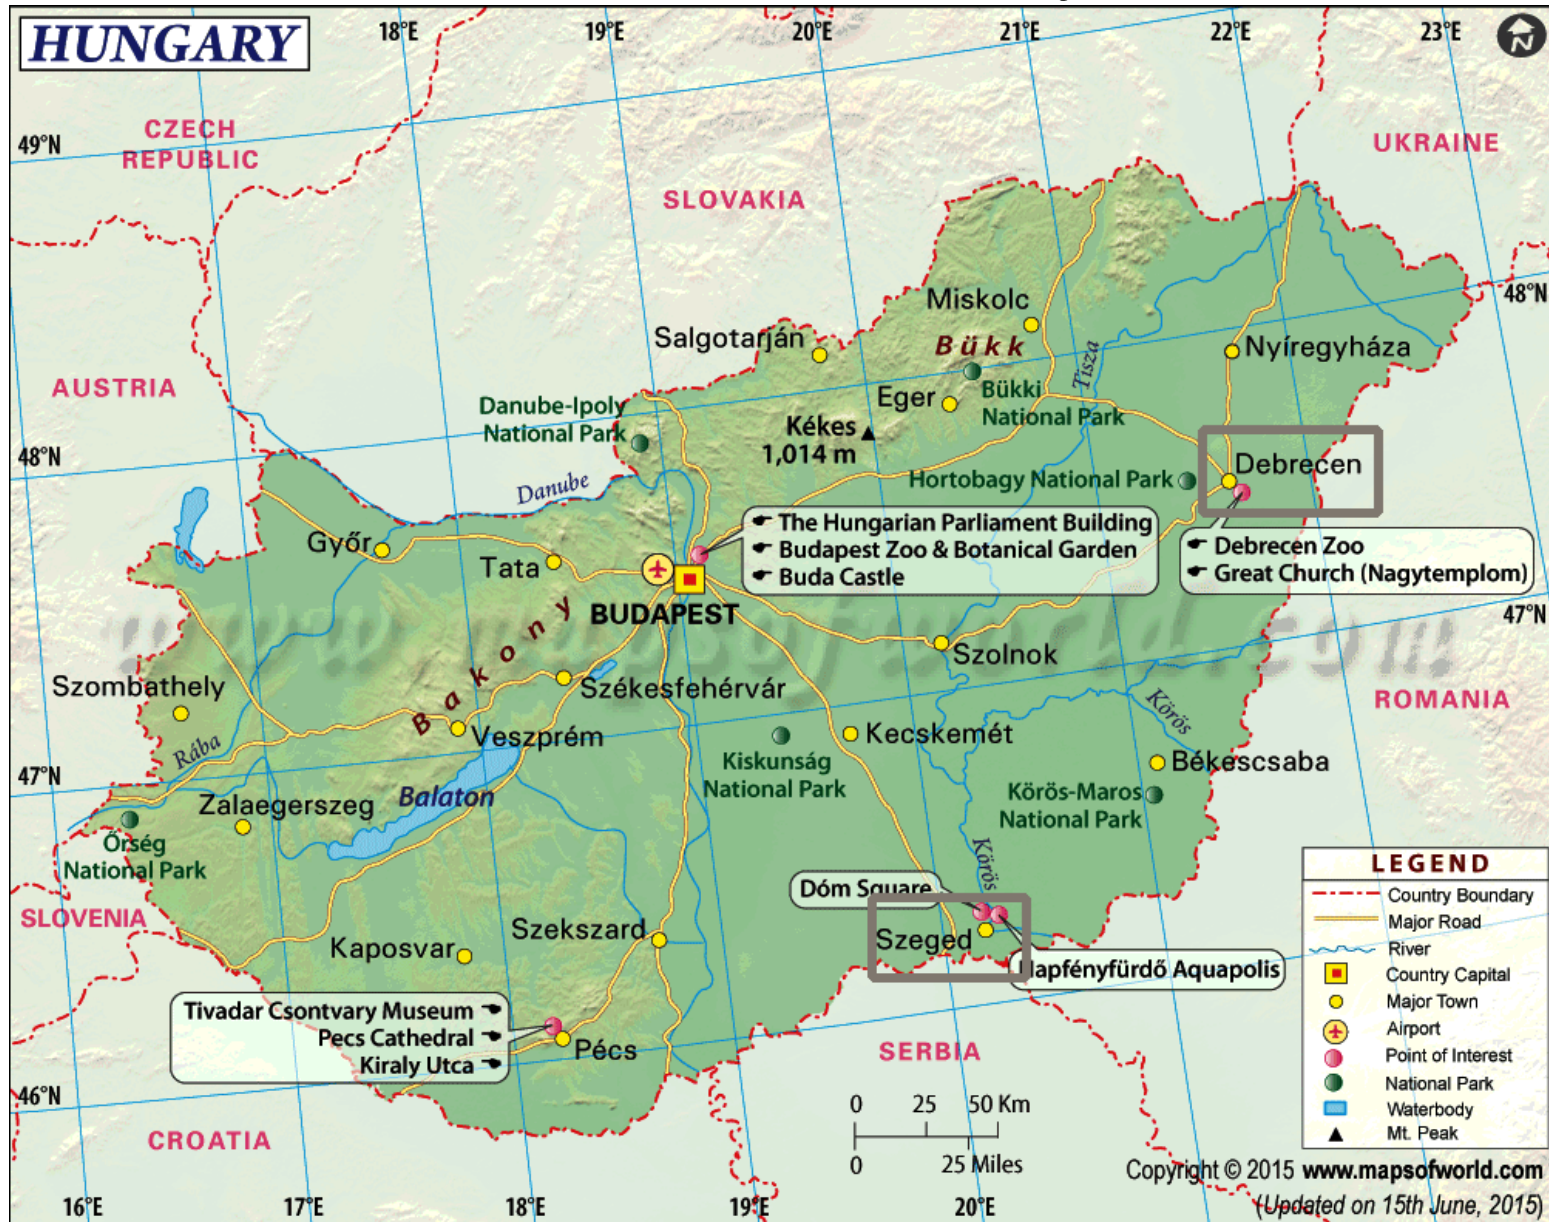 HUNGARY
18°E
19°E
20°E
21°E
22°E
23°E
N
CZECH
REPUBLIC
49°N
UKRAINE
SLOVAKIA
48°N
Miskolc
Salgotarján
Bükk
Nyíregyháza
Tisza
AUSTRIA
Danube-Ipoly
National Park
Eger
Bükki
National Park
Kékes
1,014 m
48°N
Debrecen
Hortobagy National Park
Danube
The Hungarian Parliament Building
Budapest Zoo & Botanical Garden
Buda Castle
Debrecen Zoo
Great Church (Nagytemplom)
Győr
Tata
BUDAPEST
47°N
www.mapsofworld.com
Bakony
Szolnok
Szombathely
Székesfehérvár
ROMANIA
Körös
Rába
Veszprém
Kecskemét
Kiskunság
National Park
Békescsaba
47°N
Balaton
Zalaegerszeg
Körös-Maros
National Park
Őrség
National Park
Körös
Dóm Square
SLOVENIA
Kaposvar
Szekszard
Szeged
Napfényfürdő Aquapolis
Tivadar Csontvary Museum
Pecs Cathedral
Kiraly Utca
Pécs
SERBIA
46°N
CROATIA
LEGEND
Country Boundary
Major Road
River
Country Capital
Major Town
Airport
Point of Interest
National Park
Waterbody
Mt. Peak
0 25 50 Km
0 25 Miles
Copyright © 2015 www.mapsofworld.com
(Updated on 15th June, 2015)
16°E
17°E
18°E
19°E
20°E